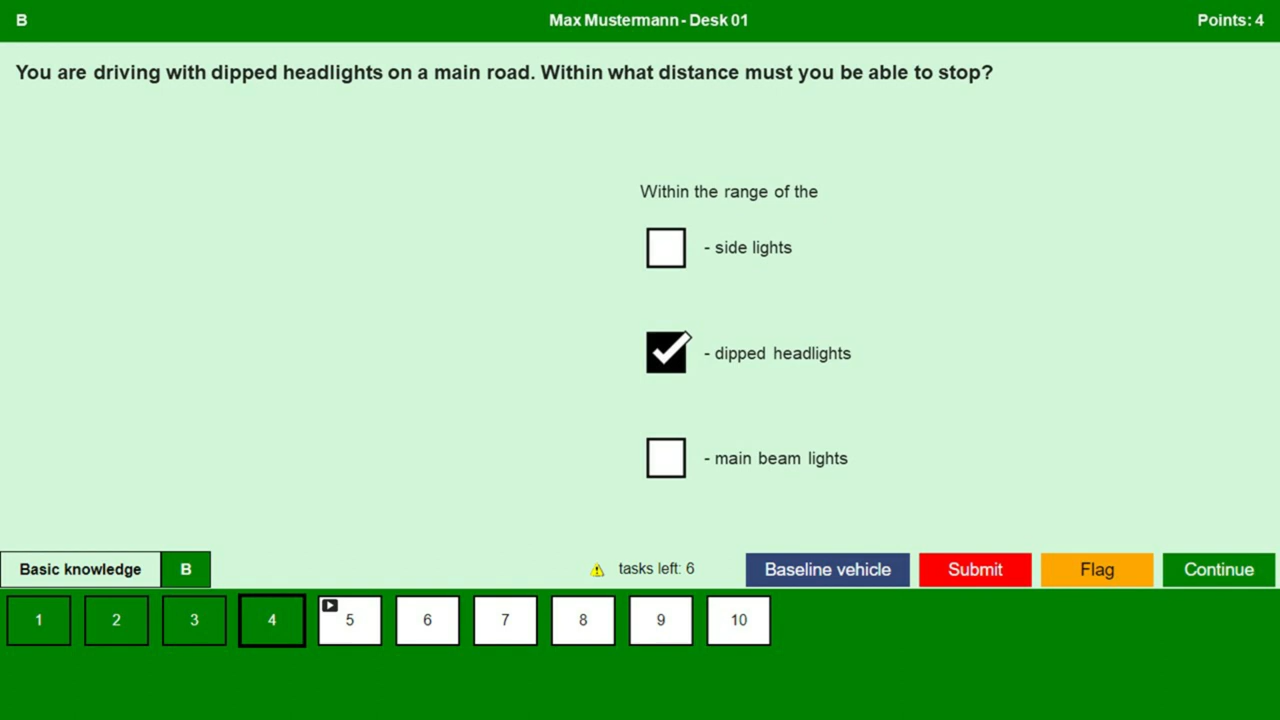 B Max Mustermann - Desk 01 Points: 4
You are driving with dipped headlights on a main road. Within what distance must you be able to stop?
Within the range of the
- side lights
- dipped headlights
- main beam lights
Basic knowledge B tasks left: 6 Baseline vehicle Submit Flag Continue
1 2 3 4 5 6 7 8 9 10